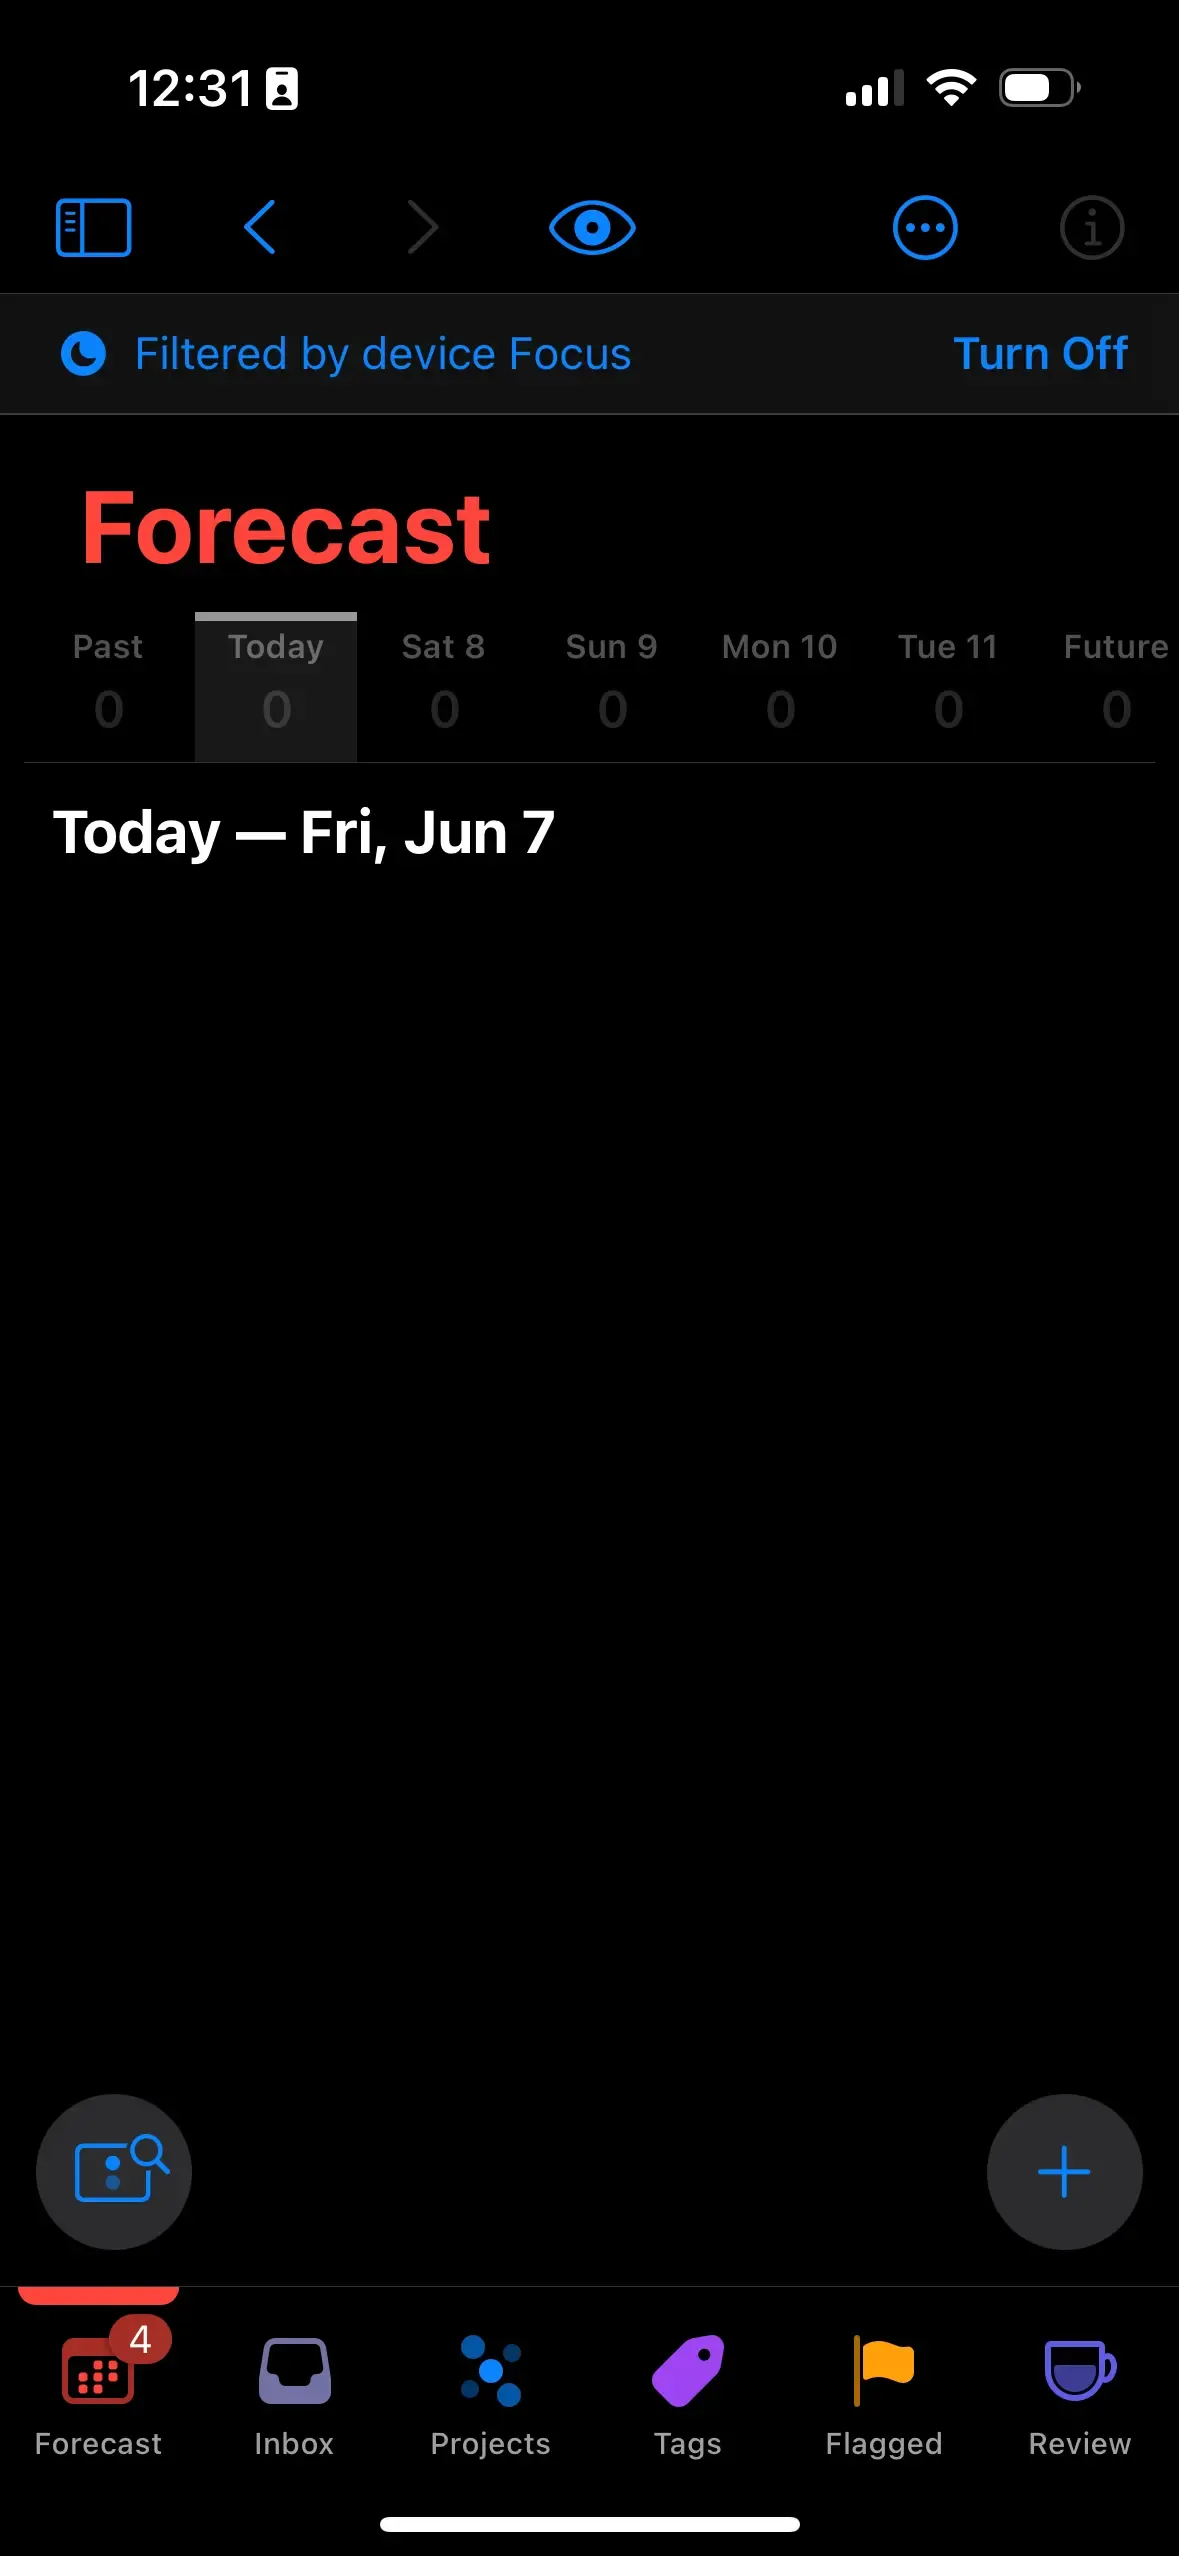 12:31
Filtered by device Focus Turn Off
Forecast
Past Today Sat 8 Sun 9 Mon 10 Tue 11 Future
0 0 0 0 0 0 0
Today — Fri, Jun 7
4
Forecast Inbox Projects Tags Flagged Review